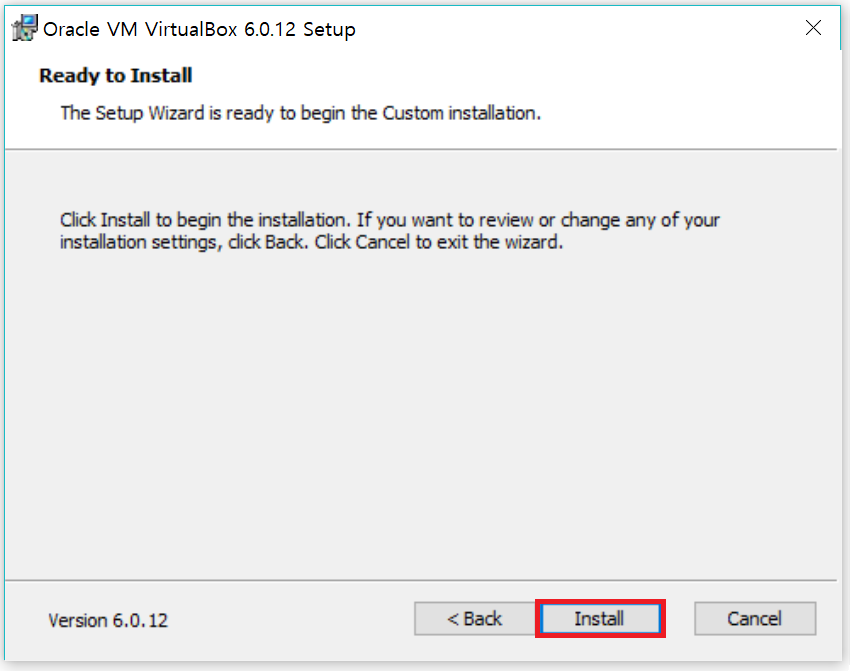 Oracle VM VirtualBox 6.0.12 Setup
Ready to Install
The Setup Wizard is ready to begin the Custom installation.
Click Install to begin the installation. If you want to review or change any of your
installation settings, click Back. Click Cancel to exit the wizard.
Version 6.0.12
< Back
Install
Cancel